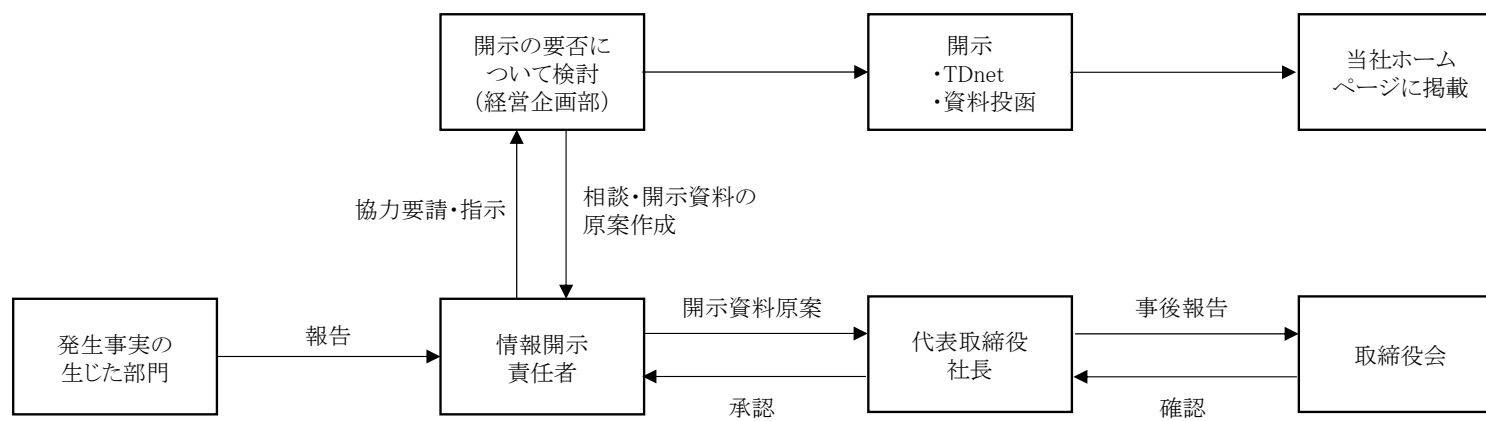 開示の要否に
ついて検討
（経営企画部）
開示
・TDnet
・資料投函
当社ホーム
ページに掲載
協力要請・指示
相談・開示資料の
原案作成
発生事実の
生じた部門
報告
情報開示
責任者
開示資料原案
承認
代表取締役
社長
事後報告
確認
取締役会